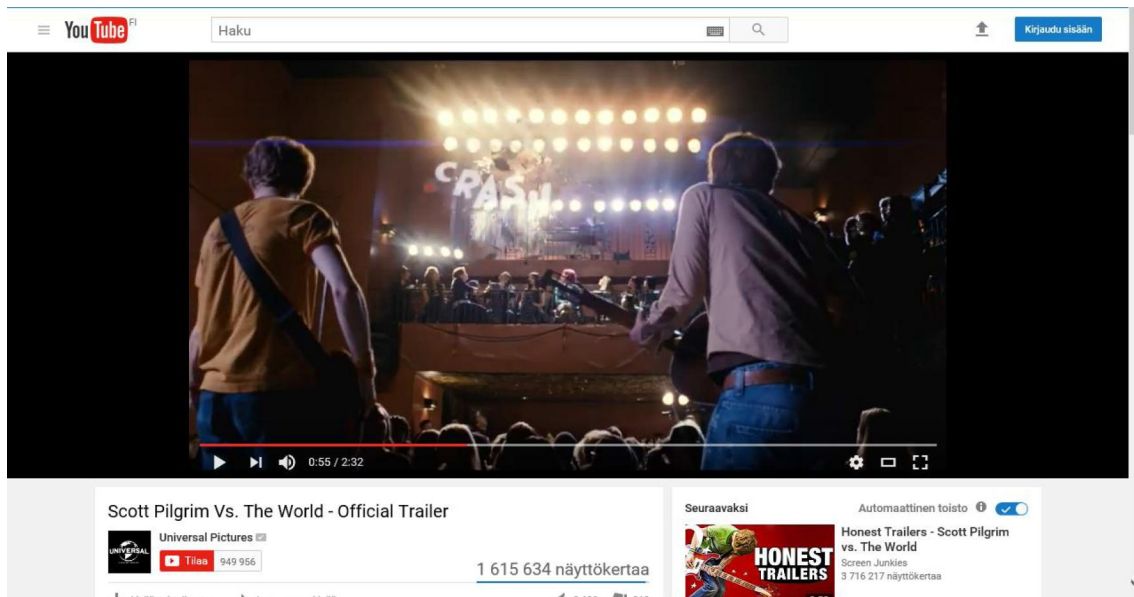 YouTube FI
Haku
Kirjaudu sisään
CRASH
0:55 / 2:32
Scott Pilgrim Vs. The World - Official Trailer
Universal Pictures
UNIVERSAL
Tilaa 949 956
1 615 634 näyttökertaa
Seuraavaksi
Automaattinen toisto
HONEST
TRAILERS
Honest Trailers - Scott Pilgrim
vs. The World
Screen Junkies
3 716 217 näyttökertaa